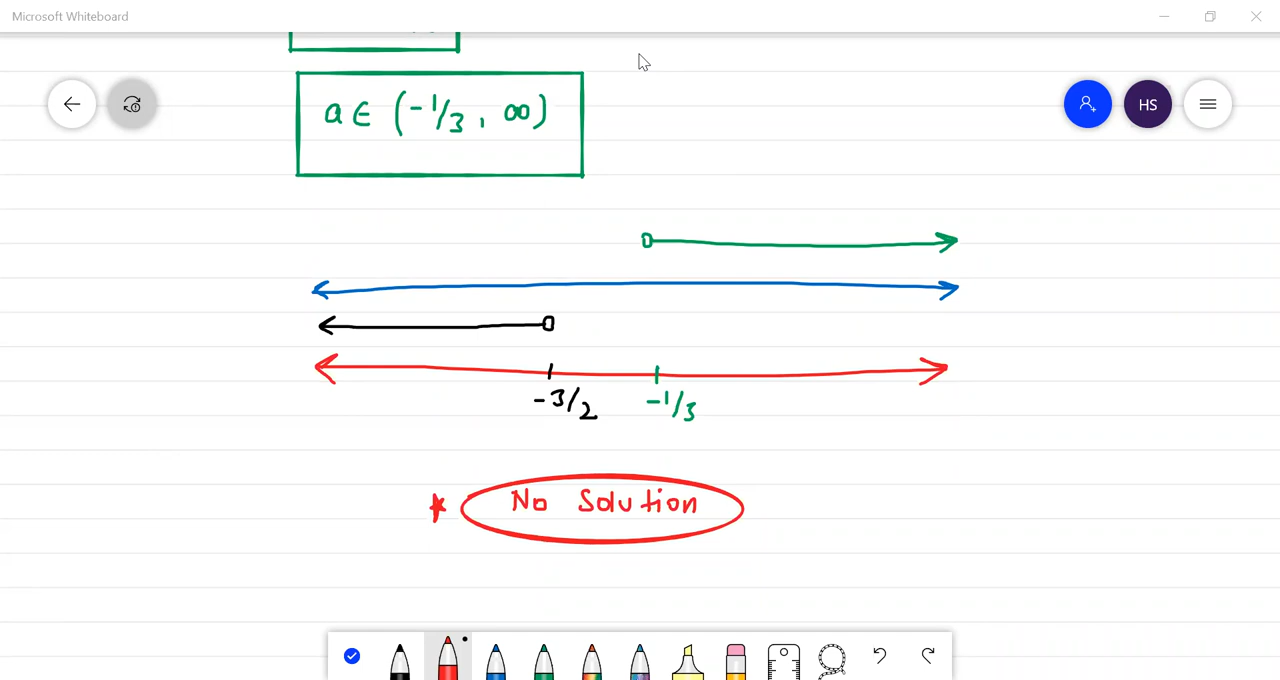 Microsoft Whiteboard
a ∈ (-1/3, ∞)
HS
-3/2 -1/3
* No Solution